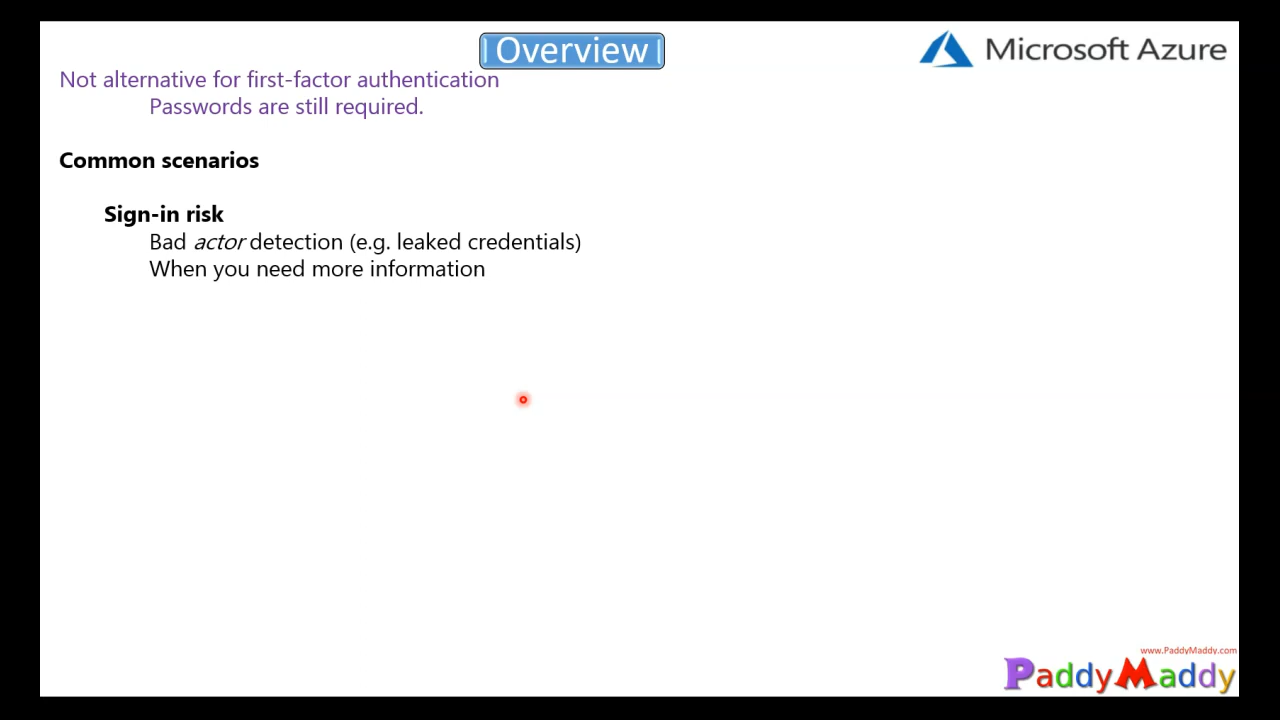 Overview
Microsoft Azure
Not alternative for first-factor authentication
Passwords are still required.
Common scenarios
Sign-in risk
Bad actor detection (e.g. leaked credentials)
When you need more information
www.PaddyMaddy.com
PaddyMaddy